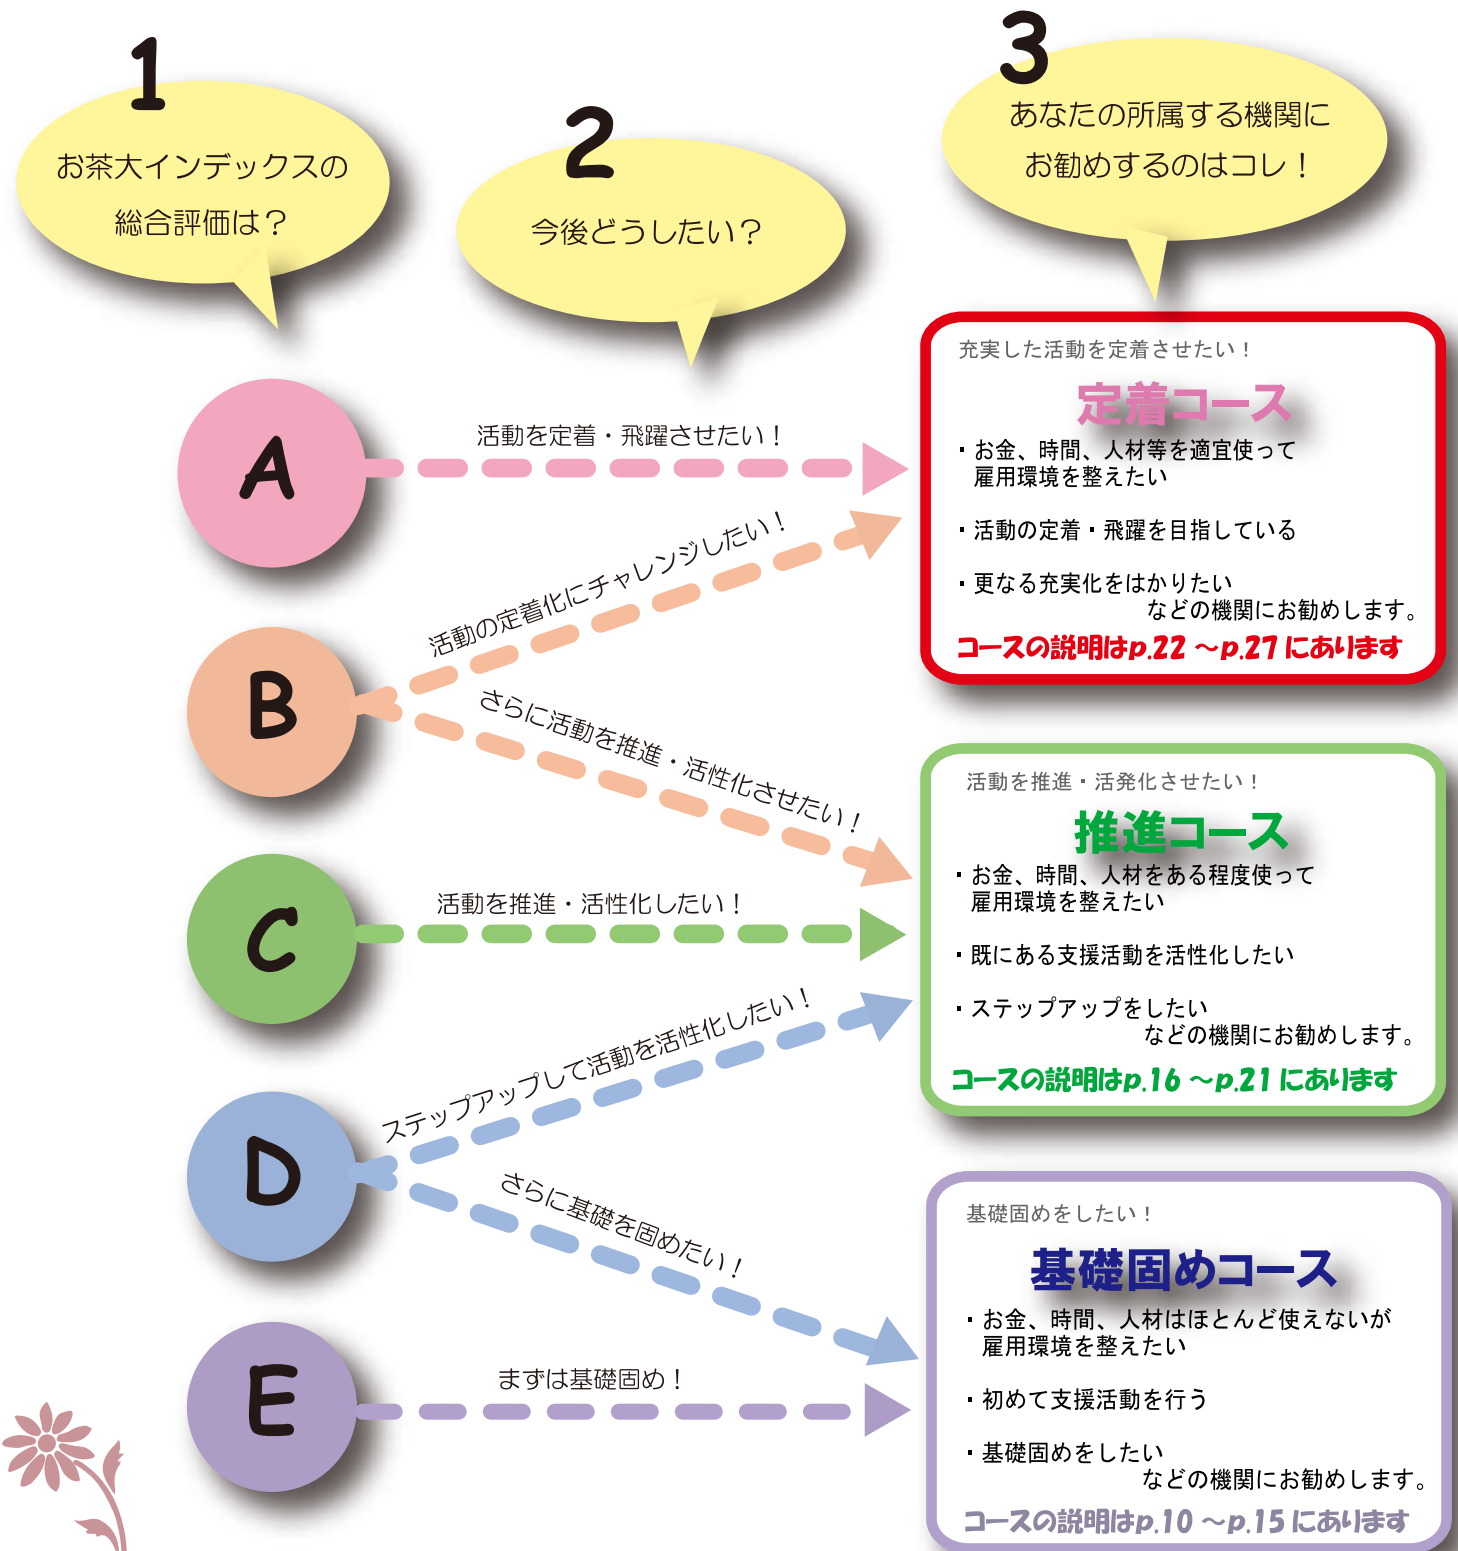 1
お茶大インデックスの
総合評価は？
2
今後どうしたい？
3
あなたの所属する機関に
お勧めするのはコレ！
A
活動を定着・飛躍させたい！
B
活動の定着化にチャレンジしたい！
さらに活動を推進・活性化させたい！
C
活動を推進・活性化したい！
D
ステップアップして活動を活性化したい！
さらに基礎を固めたい！
E
まずは基礎固め！
充実した活動を定着させたい！
定着コース
・お金、時間、人材等を適宜使って
雇用環境を整えたい
・活動の定着・飛躍を目指している
・更なる充実化をはかりたい
などの機関にお勧めします。
コースの説明はp.22 ～p.27 にあります
活動を推進・活発化させたい！
推進コース
・お金、時間、人材をある程度使って
雇用環境を整えたい
・既にある支援活動を活性化したい
・ステップアップをしたい
などの機関にお勧めします。
コースの説明はp.16 ～p.21 にあります
基礎固めをしたい！
基礎固めコース
・お金、時間、人材はほとんど使えないが
雇用環境を整えたい
・初めて支援活動を行う
・基礎固めをしたい
などの機関にお勧めします。
コースの説明はp.10 ～p.15 にあります